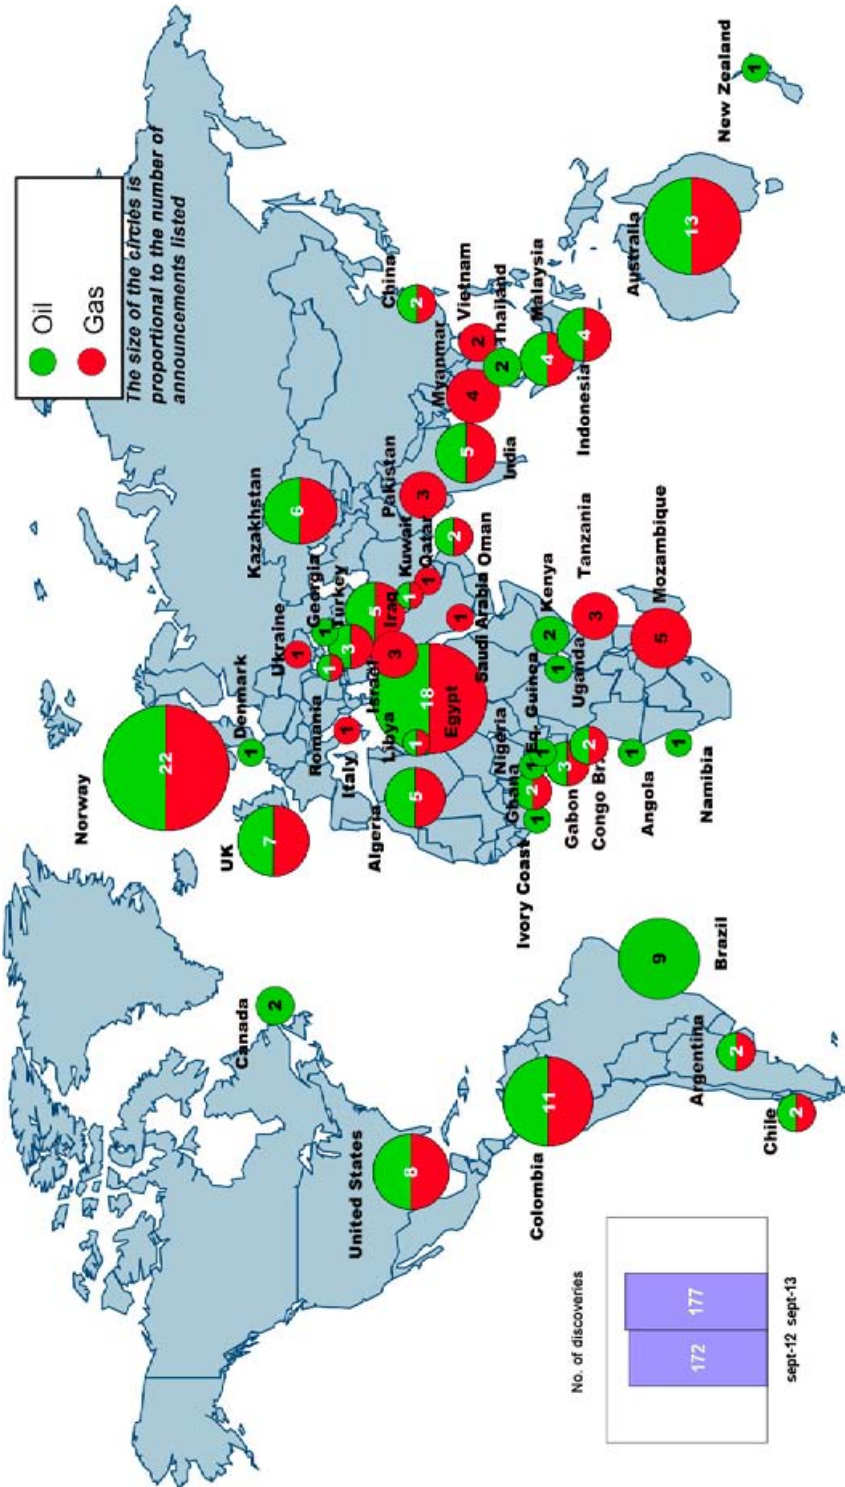 Oil
Gas
The size of the circles is
proportional to the number of
announcements listed
Norway
22
Denmark
1
UK
7
Canada
2
United States
8
Colombia
11
Brazil
9
Argentina
2
Chile
2
Kazakhstan
6
Ukraine
1
Georgia
1
Turkey
3
Romania
1
Italy
1
Israel
3
Iraq
5
Kuwait
1
Qatar
1
Saudi Arabia
1
Oman
2
Pakistan
3
India
5
Myanmar
4
China
2
Vietnam
2
Thailand
2
Malaysia
4
Indonesia
4
Australia
13
New Zealand
1
Algeria
5
Libya
1
Egypt
18
Nigeria
1
Eq. Guinea
1
Ghana
2
Ivory Coast
1
Gabon
3
Congo Br
2
Angola
1
Namibia
1
Uganda
1
Kenya
2
Tanzania
3
Mozambique
5
No. of discoveries
172
177
sept-12 sept-13